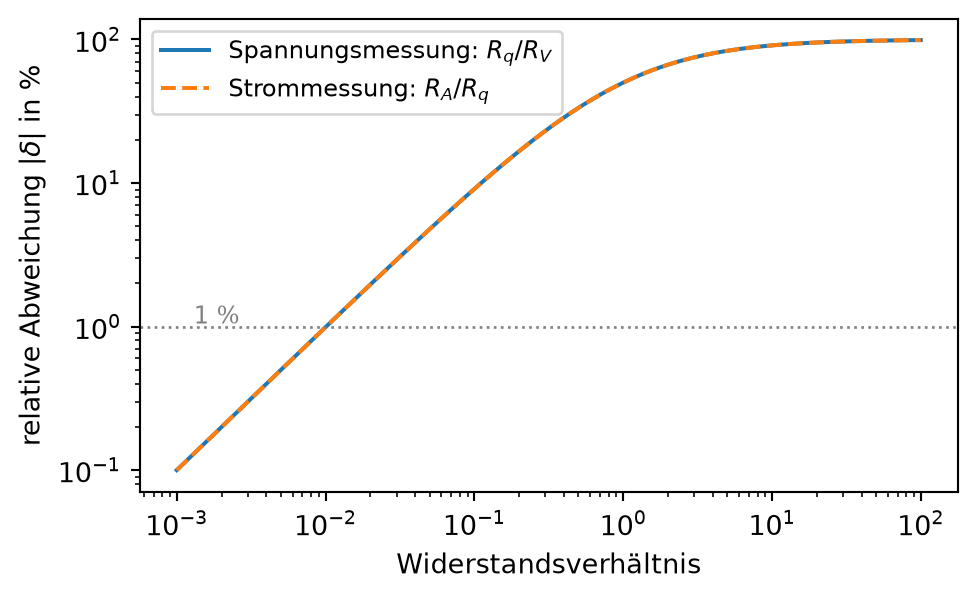 10²
10¹
10⁰
10⁻¹
relative Abweichung |δ| in %
Spannungsmessung: R_q/R_V
Strommessung: R_A/R_q
1 %
10⁻³ 10⁻² 10⁻¹ 10⁰ 10¹ 10²
Widerstandsverhältnis